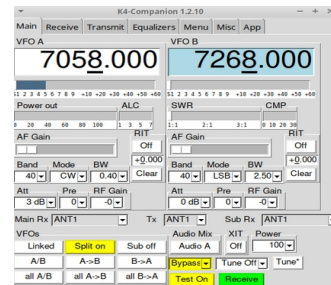 K4-Companion 1.2.10
Main Receive Transmit Equalizers Menu Misc App
VFO A VFO B
7058.000 7268.000
S1 2 3 4 5 6 7 8 9 +10 +20 +30 +40 +50 +60 S1 2 3 4 5 6 7 8 9 +10 +20 +30 +40 +50 +60
Power out ALC SWR CMP
0 20 40 60 80 100 1 3 5 7 1:1 2:1 3:1 0 10 20 30
AF Gain RIT AF Gain RIT
Off Off
+0.000 +0.000
Band Mode BW Clear Band Mode BW Clear
40 CW 0.40 40 LSB 2.50
Att Pre RF Gain Att Pre RF Gain
3 dB 0 -0 0 dB 0 -0
Main Rx ANT1 Tx ANT1 Sub Rx ANT1
VFOs Audio Mix XIT Power
Linked Split on Sub off Audio A Off 100
A/B A->B B->A Bypass Tune Off Tune*
all A/B all A->B all B->A Test On Receive